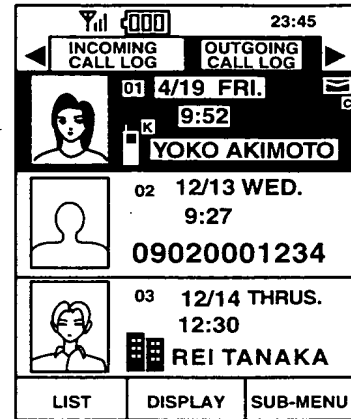 23:45
INCOMING CALL LOG
OUTGOING CALL LOG
01 4/19 FRI.
C
9:52
K
YOKO AKIMOTO
02 12/13 WED.
9:27
09020001234
03 12/14 THRUS.
12:30
REI TANAKA
LIST DISPLAY SUB-MENU